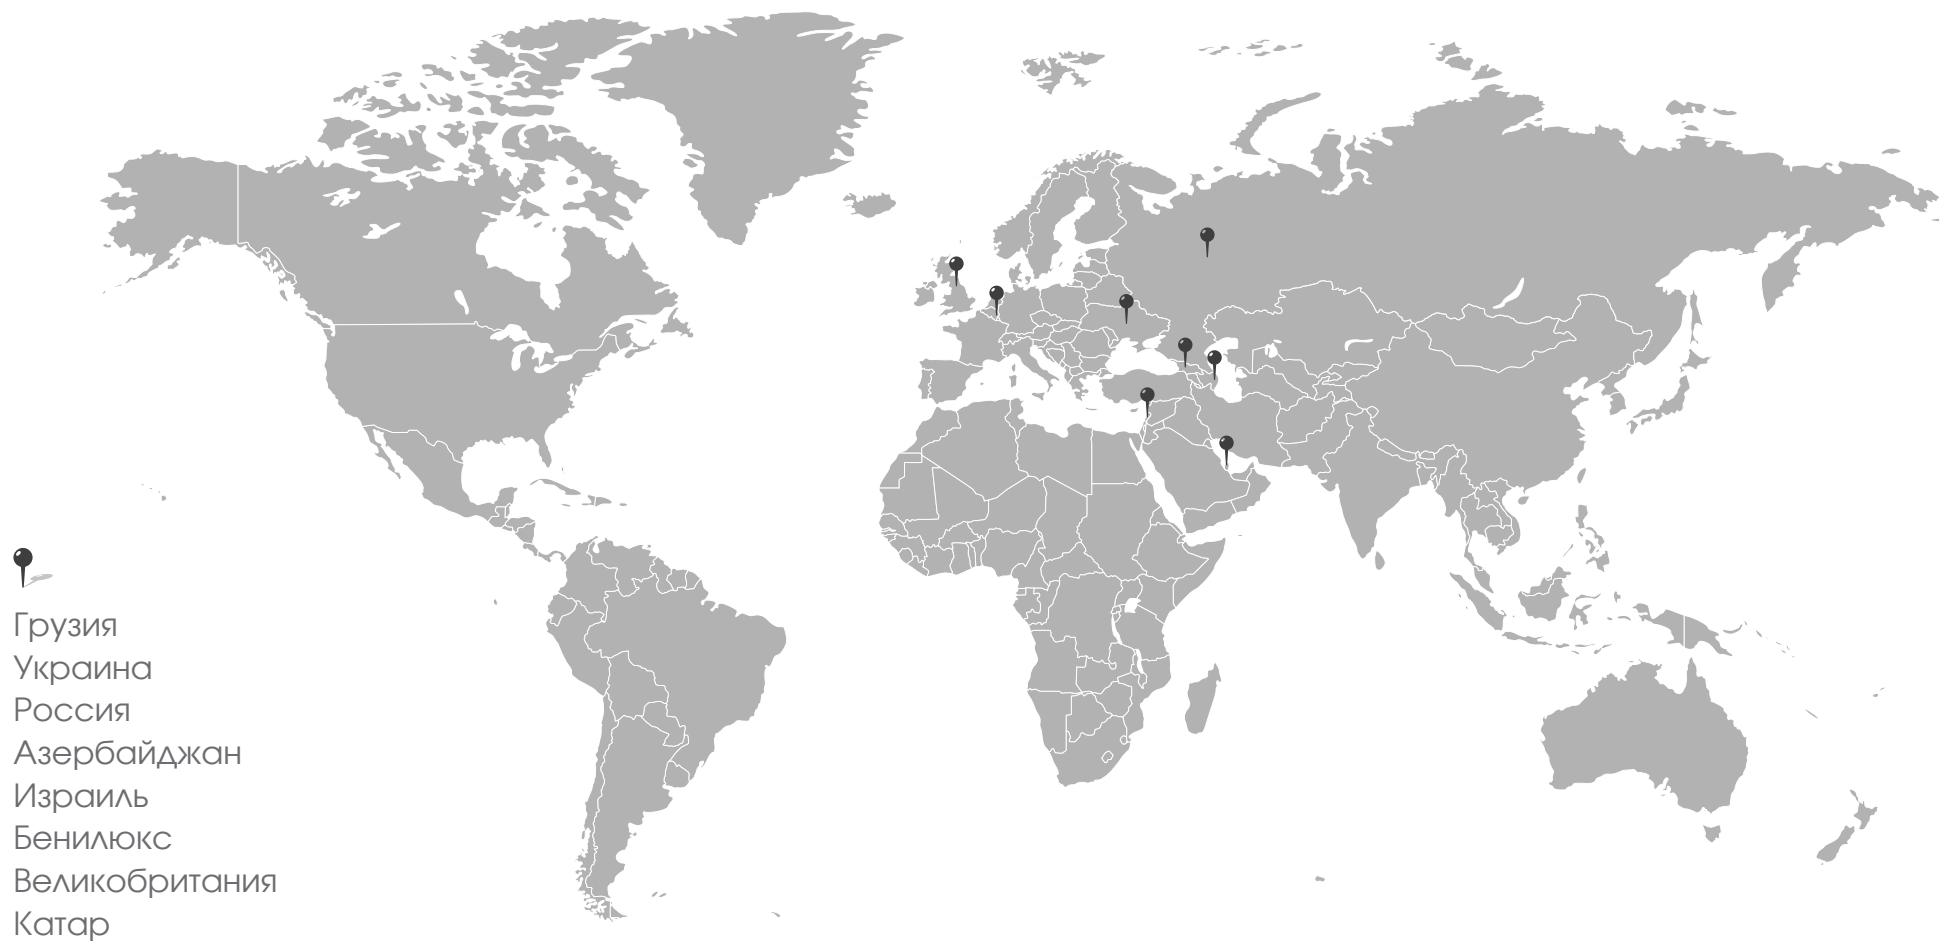 Грузия
Украина
Россия
Азербайджан
Израиль
Бенилюкс
Великобритания
Катар